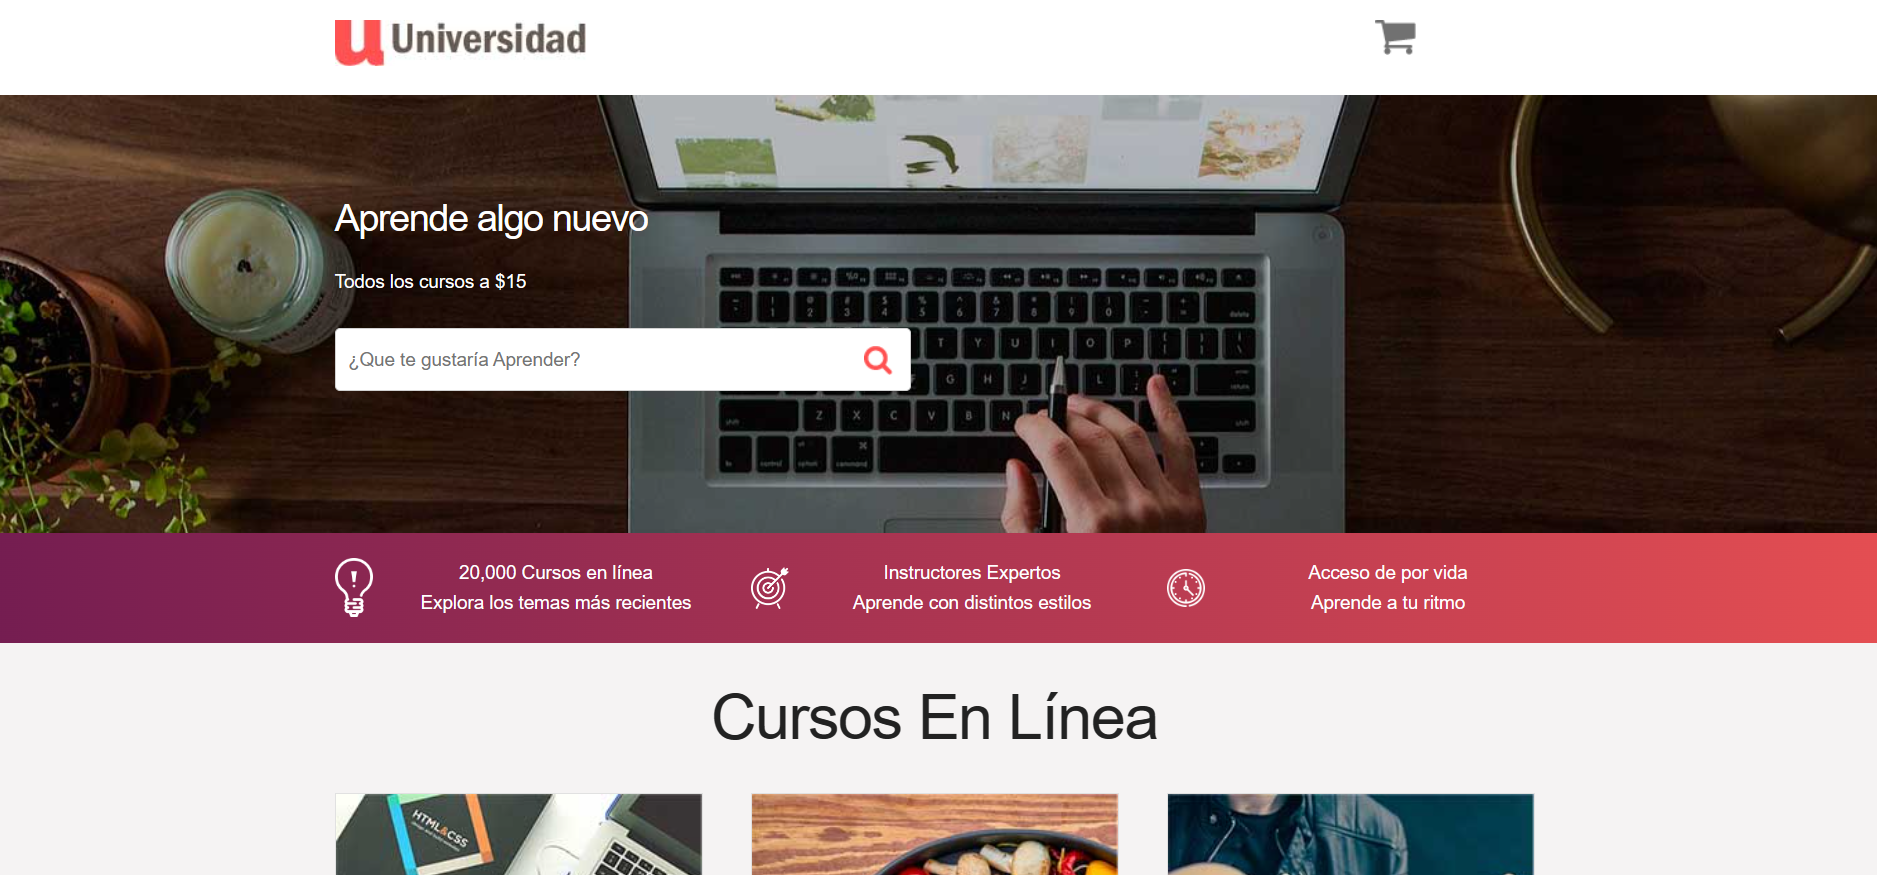 Universidad
Aprende algo nuevo
Todos los cursos a $15
¿Que te gustaría Aprender?
20,000 Cursos en línea
Explora los temas más recientes
Instructores Expertos
Aprende con distintos estilos
Acceso de por vida
Aprende a tu ritmo
Cursos En Línea
HTML&CSS